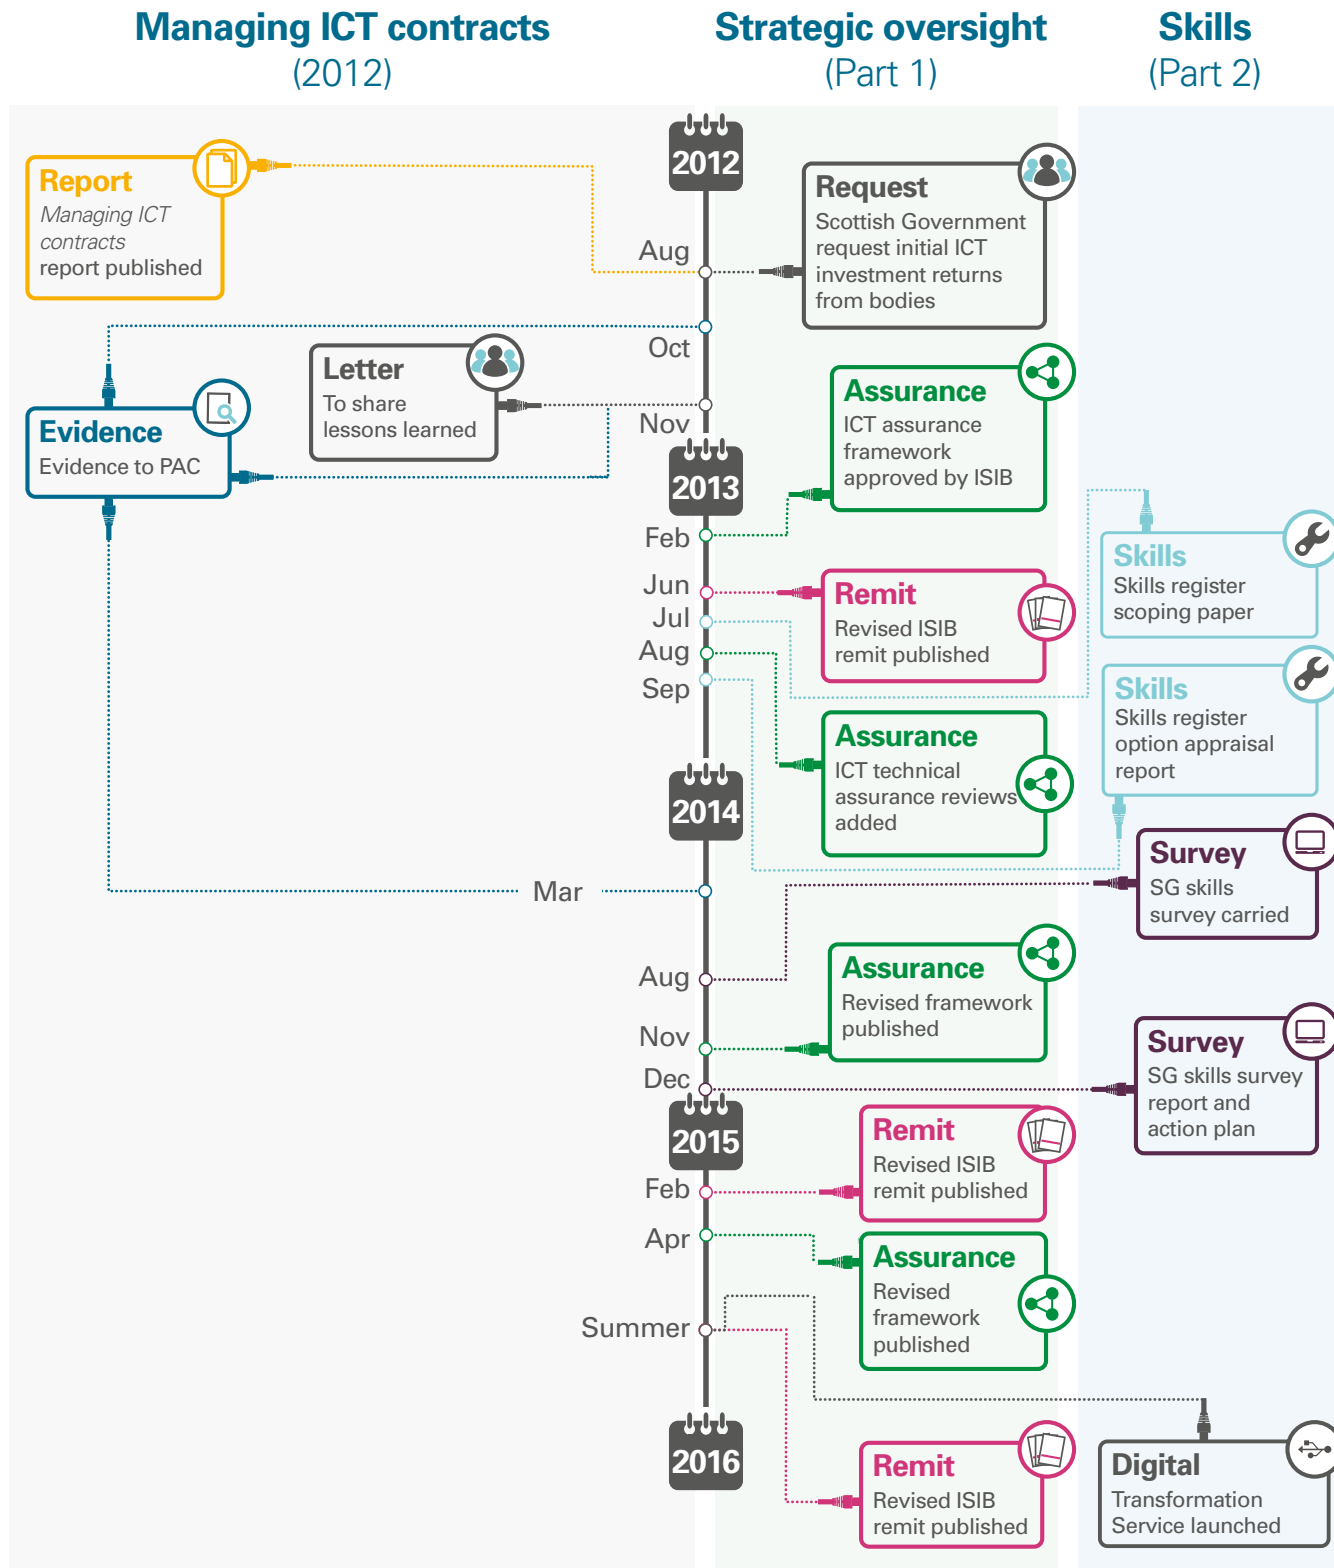 Managing ICT contracts
(2012)
Strategic oversight
(Part 1)
Skills
(Part 2)
2012
Report
Managing ICT
contracts
report published
Aug
Request
Scottish Government
request initial ICT
investment returns
from bodies
Oct
Letter
To share
lessons learned
Nov
Evidence
Evidence to PAC
Assurance
ICT assurance
framework
approved by ISIB
2013
Feb
Skills
Skills register
scoping paper
Jun
Remit
Revised ISIB
remit published
Jul
Aug
Sep
Skills
Skills register
option appraisal
report
Assurance
ICT technical
assurance reviews
added
2014
Survey
SG skills
survey carried
Mar
Aug
Assurance
Revised framework
published
Nov
Survey
SG skills survey
report and
action plan
Dec
2015
Remit
Revised ISIB
remit published
Feb
Apr
Assurance
Revised
framework
published
Summer
2016
Remit
Revised ISIB
remit published
Digital
Transformation
Service launched